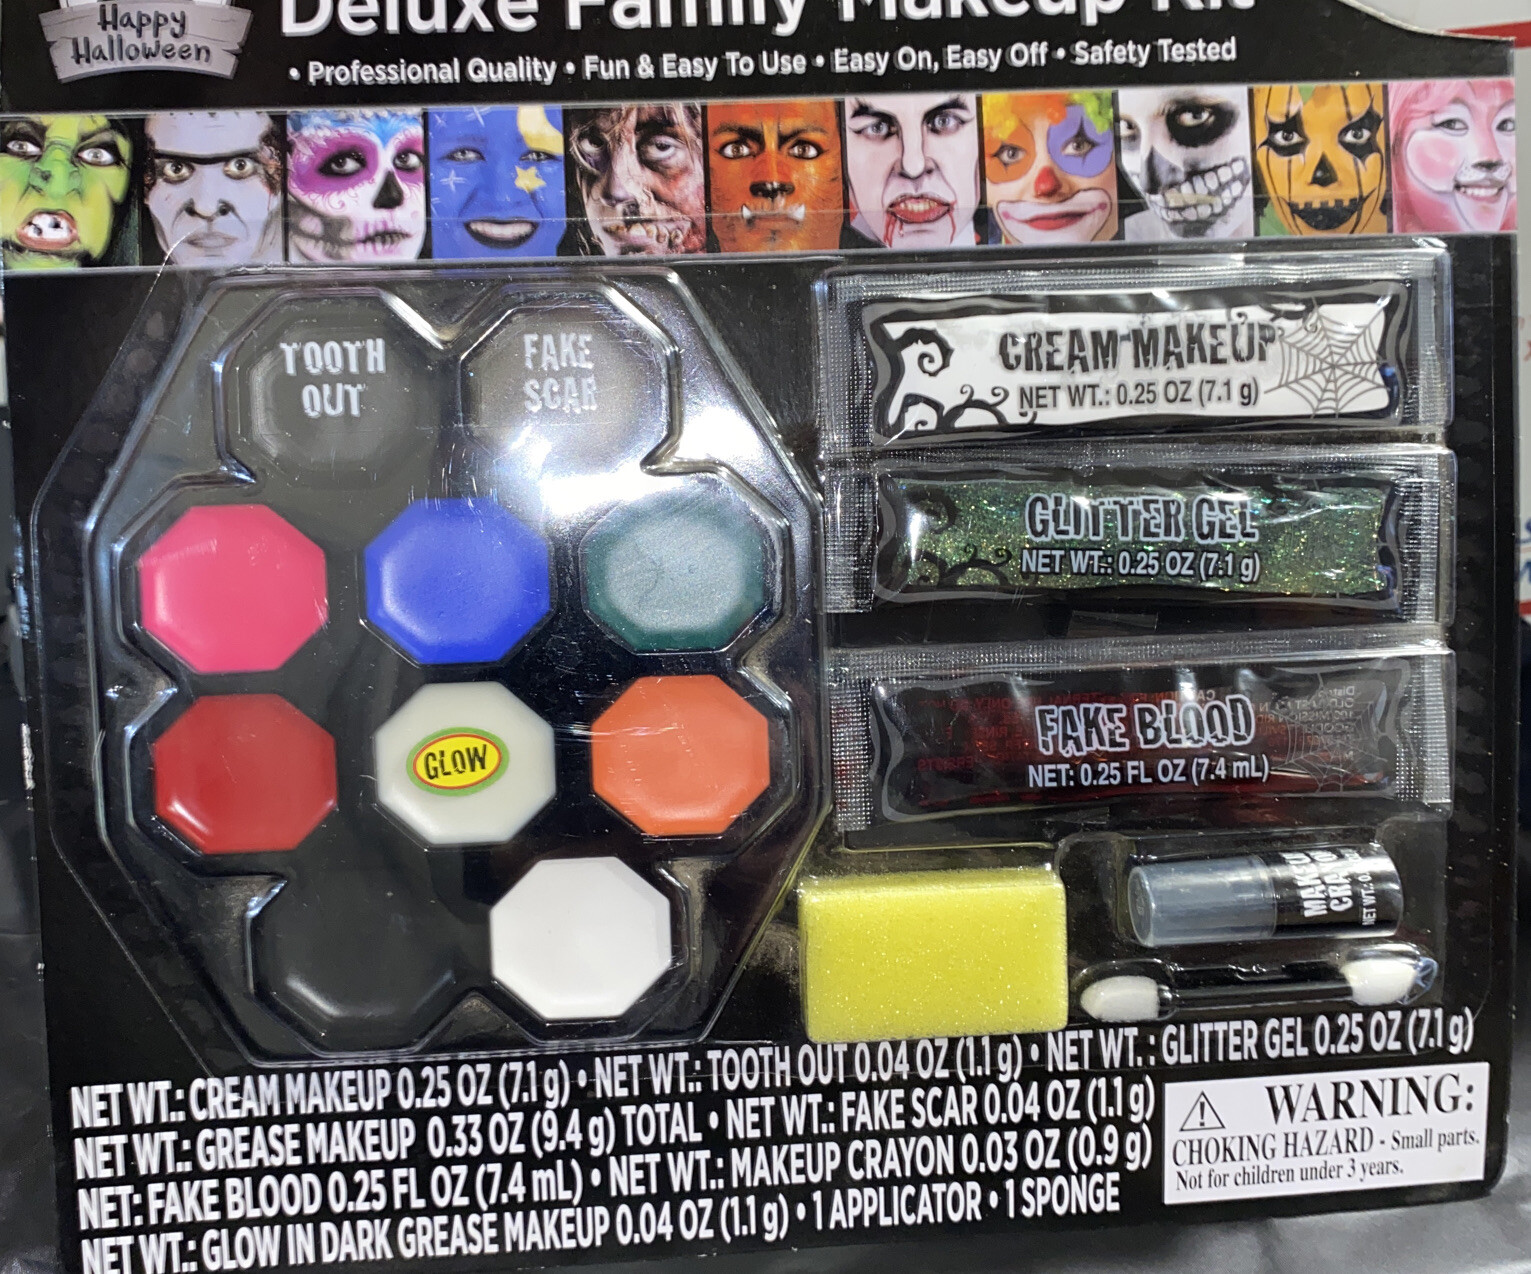 Happy
Halloween
Deluxe Family Makeup Kit
• Professional Quality • Fun & Easy To Use • Easy On, Easy Off • Safety Tested
TOOTH
OUT
FAKE
SCAR
CREAM MAKEUP
NET WT.: 0.25 OZ (7.1 g)
GLITTER GEL
NET WT.: 0.25 OZ (7.1 g)
FAKE BLOOD
NET: 0.25 FL OZ (7.4 mL)
GLOW
NET WT.: CREAM MAKEUP 0.25 OZ (7.1 g) • NET WT.: TOOTH OUT 0.04 OZ (1.1 g) • NET WT. : GLITTER GEL 0.25 OZ (7.1 g)
NET WT.: GREASE MAKEUP 0.33 OZ (9.4 g) TOTAL • NET WT.: FAKE SCAR 0.04 OZ (1.1 g)
NET: FAKE BLOOD 0.25 FL OZ (7.4 mL) • NET WT.: MAKEUP CRAYON 0.03 OZ (0.9 g)
NET WT.: GLOW IN DARK GREASE MAKEUP 0.04 OZ (1.1 g) • 1 APPLICATOR • 1 SPONGE
WARNING:
CHOKING HAZARD - Small parts.
Not for children under 3 years.